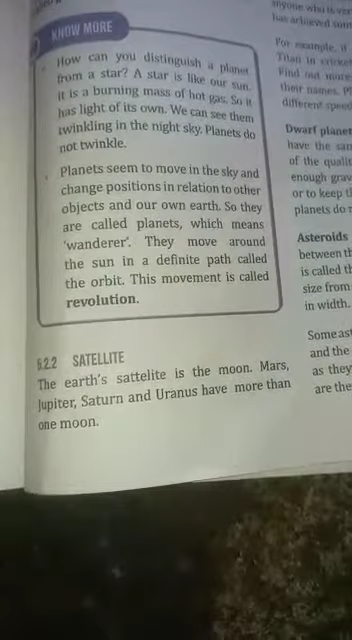 KNOW MORE
How can you distinguish a planet
from a star? A star is like our sun.
It is a burning mass of hot gas. So it
has light of its own. We can see them
twinkling in the night sky. Planets do
not twinkle.
Planets seem to move in the sky and
change positions in relation to other
objects and our own earth. So they
are called planets, which means
'wanderer'. They move around
the sun in a definite path called
the orbit. This movement is called
revolution.
6.2.2 SATELLITE
The earth's sattelite is the moon. Mars,
Jupiter, Saturn and Uranus have more than
one moon.
anyone who is very
has achieved som
For example, if
Titan in cricket
Find out more
their names. Pl
different speed
Dwarf planet
have the sam
of the qualit
enough grav
or to keep t
planets do n
Asteroids
between th
is called th
size from
in width.
Some ast
and the
as they
are the